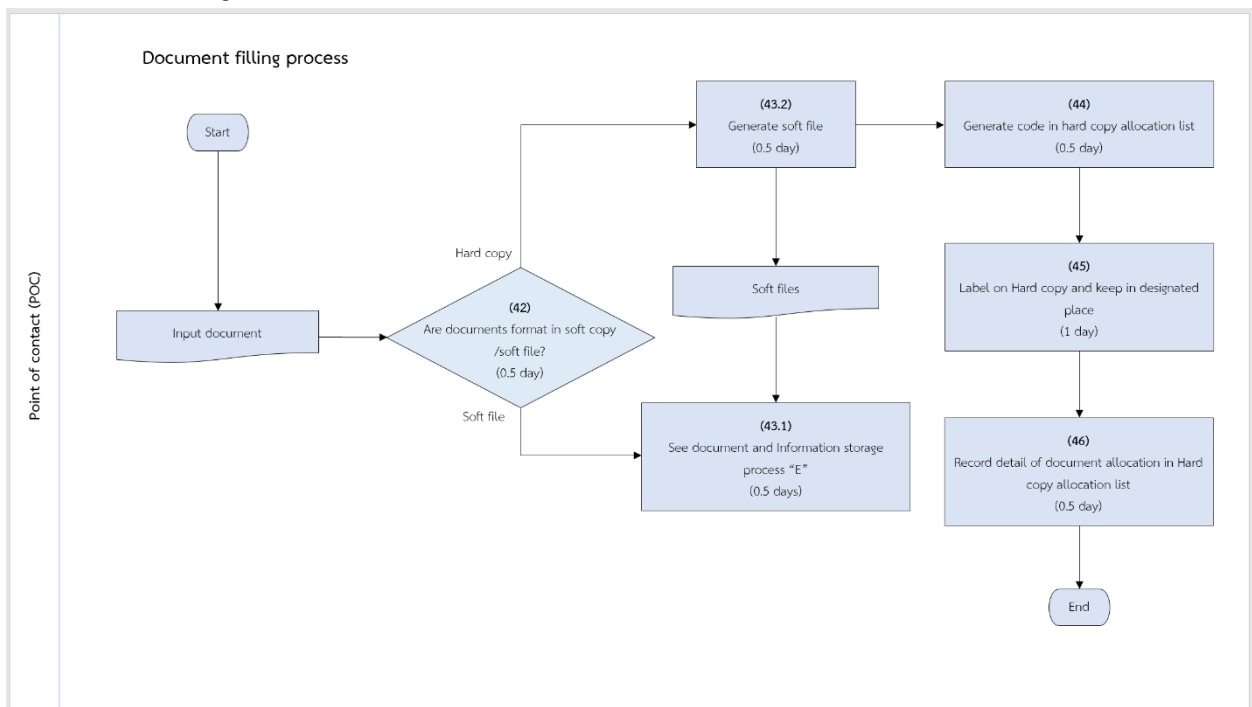 Document filling process
Point of contact (POC)
Start
Input document
Hard copy
(42)
Are documents format in soft copy
/soft file?
(0.5 day)
Soft file
(43.2)
Generate soft file
(0.5 day)
Soft files
(43.1)
See document and Information storage
process “E”
(0.5 days)
(44)
Generate code in hard copy allocation list
(0.5 day)
(45)
Label on Hard copy and keep in designated
place
(1 day)
(46)
Record detail of document allocation in Hard
copy allocation list
(0.5 day)
End